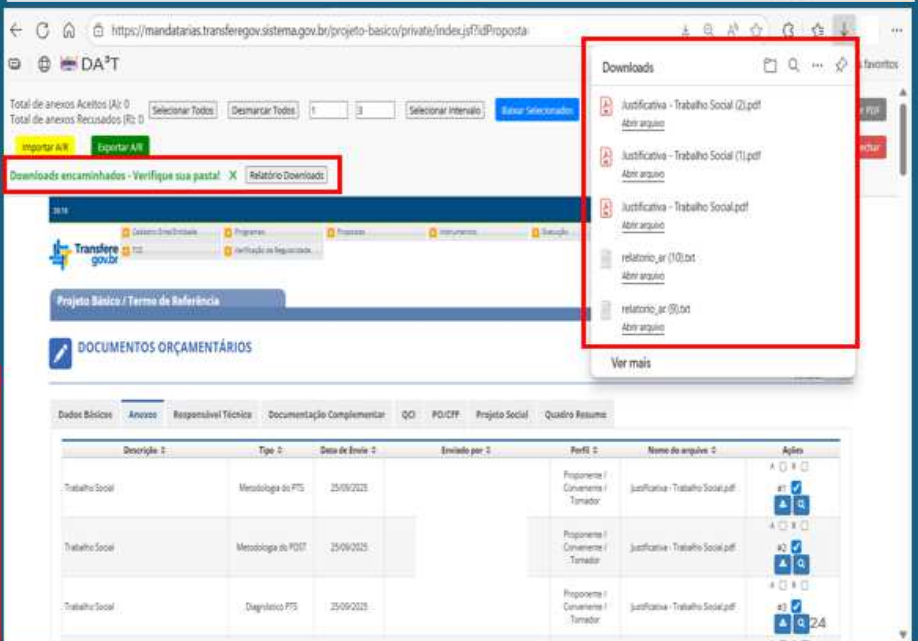 https://mandatarias.transferegov.sistema.gov.br/projeto-basico/private/index.jsf?idProposta
DA³T
s favoritos
Total de anexos Aceitos (A): 0
Total de anexos Recusados (R): 0
Selecionar Todos
Desmarcar Todos
1
3
Selecionar Intervalo
Baixar Selecionados
PDF
Importar A/R
Exportar A/R
Downloads encaminhados - Verifique sua pasta! X
Relatório Downloads
Downloads
Justificativa - Trabalho Social (2).pdf
Abrir arquivo
Justificativa - Trabalho Social (1).pdf
Abrir arquivo
Justificativa - Trabalho Social.pdf
Abrir arquivo
relatorio_ar (10).txt
Abrir arquivo
relatorio_ar (9).txt
Abrir arquivo
Ver mais
Transfere
gov.br
Programas
Propostas
Instrumentos
Execução
TCE
Verificação de Regularidade
Projeto Básico / Termo de Referência
DOCUMENTOS ORÇAMENTÁRIOS
Dados Básicos Anexos Responsável Técnico Documentação Complementar QCI PO/CFF Projeto Social Quadro Resumo
Descrição Tipo Data de Envio Enviado por Perfil Nome do arquivo Ações
A R
Trabalho Social Metodologia do PTS 25/09/2025 Proponente / Convenente / Tomador Justificativa - Trabalho Social.pdf #1
A R
Trabalho Social Metodologia do POST 25/09/2025 Proponente / Convenente / Tomador Justificativa - Trabalho Social.pdf #2
A R
Trabalho Social Diagnóstico PTS 25/09/2025 Proponente / Convenente / Tomador Justificativa - Trabalho Social.pdf #3
24